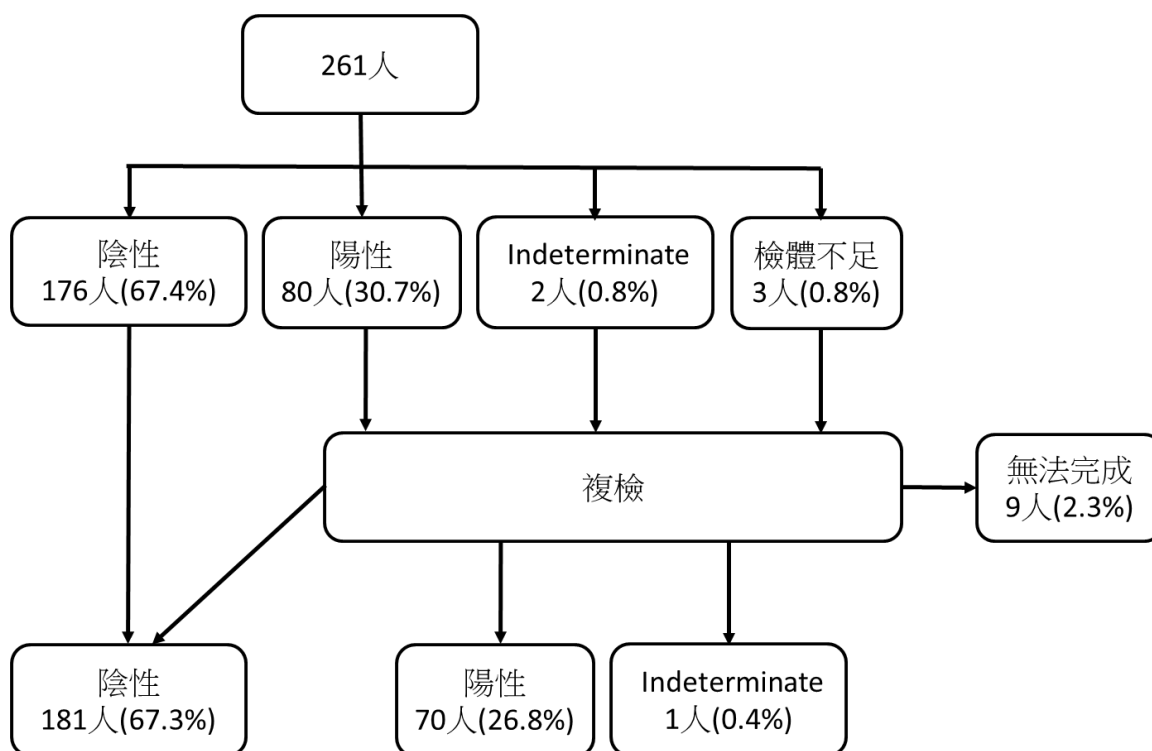 261人
陰性
176人(67.4%)
陽性
80人(30.7%)
Indeterminate
2人(0.8%)
檢體不足
3人(0.8%)
複檢
無法完成
9人(2.3%)
陰性
181人(67.3%)
陽性
70人(26.8%)
Indeterminate
1人(0.4%)